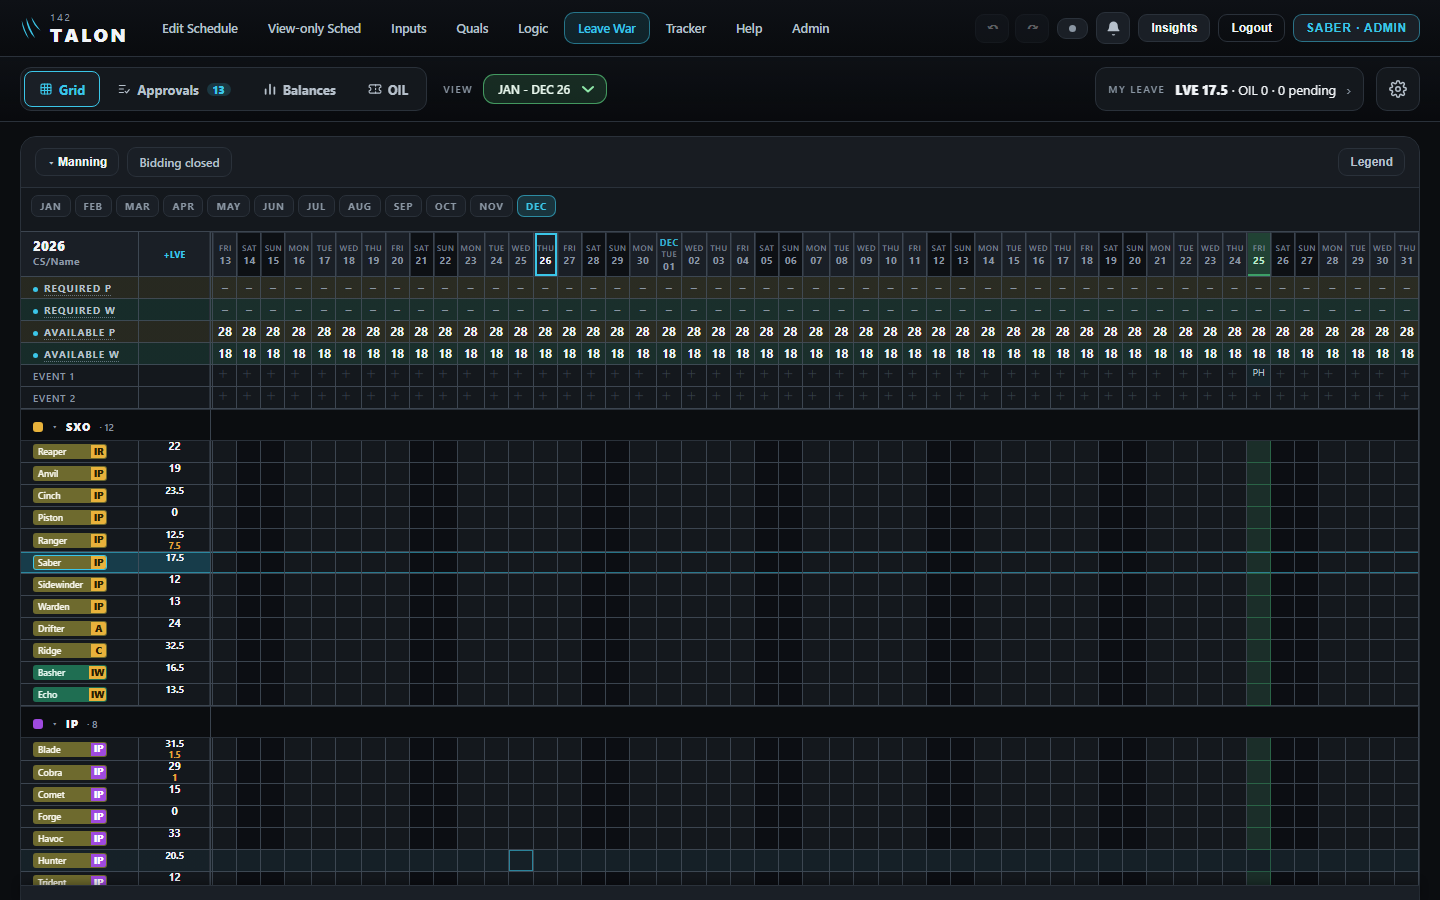 142
TALON
Edit Schedule View-only Sched Inputs Quals Logic Leave War Tracker Help Admin
Insights Logout SABER · ADMIN
Grid Approvals 13 Balances OIL VIEW JAN - DEC 26
MY LEAVE LVE 17.5 · OIL 0 · 0 pending ›
Manning Bidding closed Legend
JAN FEB MAR APR MAY JUN JUL AUG SEP OCT NOV DEC
2026
CS/Name
+LVE
DEC
FRI SAT SUN MON TUE WED THU FRI SAT SUN MON TUE WED THU FRI SAT SUN MON TUE WED THU FRI SAT SUN MON TUE WED THU FRI SAT SUN MON TUE WED THU FRI SAT SUN MON TUE WED THU FRI SAT SUN MON TUE WED THU
13 14 15 16 17 18 19 20 21 22 23 24 25 26 27 28 29 30 01 02 03 04 05 06 07 08 09 10 11 12 13 14 15 16 17 18 19 20 21 22 23 24 25 26 27 28 29 30 31
REQUIRED P – – – – – – – – – – – – – – – – – – – – – – – – – – – – – – – – – – – – – – – – – – – – – – – – –
REQUIRED W – – – – – – – – – – – – – – – – – – – – – – – – – – – – – – – – – – – – – – – – – – – – – – – – –
AVAILABLE P 28 28 28 28 28 28 28 28 28 28 28 28 28 28 28 28 28 28 28 28 28 28 28 28 28 28 28 28 28 28 28 28 28 28 28 28 28 28 28 28 28 28 28 28 28 28 28 28 28
AVAILABLE W 18 18 18 18 18 18 18 18 18 18 18 18 18 18 18 18 18 18 18 18 18 18 18 18 18 18 18 18 18 18 18 18 18 18 18 18 18 18 18 18 18 18 18 18 18 18 18 18 18
EVENT 1 + + + + + + + + + + + + + + + + + + + + + + + + + + + + + + + + + + + + + + + + + + PH + + + + + +
EVENT 2 + + + + + + + + + + + + + + + + + + + + + + + + + + + + + + + + + + + + + + + + + + + + + + + + +
SXO · 12
Reaper IR 22
Anvil IP 19
Cinch IP 23.5
Piston IP 0
Ranger IP 12.5
7.5
Saber IP 17.5
Sidewinder IP 12
Warden IP 13
Drifter A 24
Ridge C 32.5
Basher IW 16.5
Echo IW 13.5
IP · 8
Blade IP 31.5
1.5
Cobra IP 29
1
Comet IP 15
Forge IP 0
Havoc IP 33
Hunter IP 20.5
Trident IP 12